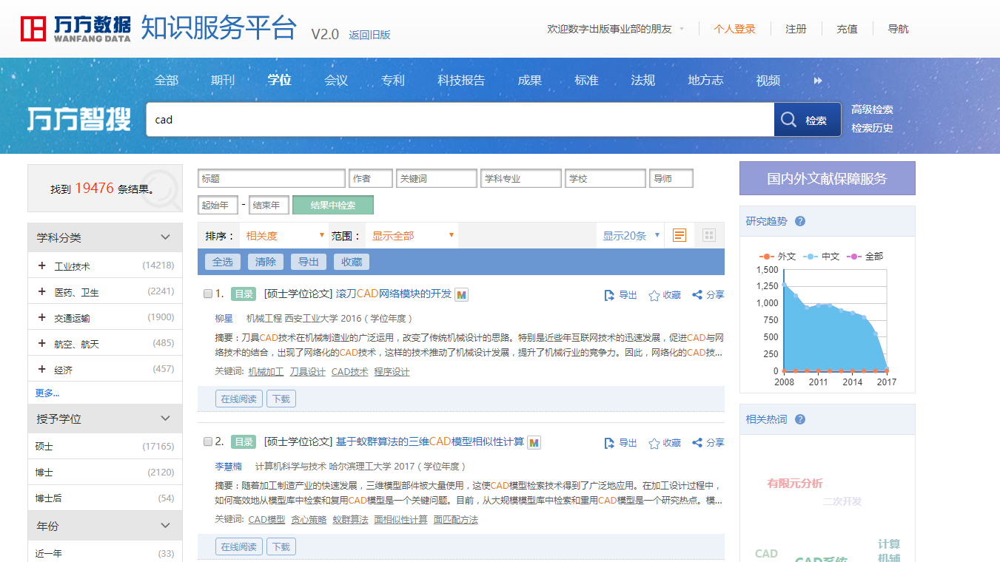 万方数据 WANFANG DATA 知识服务平台 V2.0 返回旧版
欢迎数字出版事业部的朋友 个人登录 注册 充值 导航
全部 期刊 学位 会议 专利 科技报告 成果 标准 法规 地方志 视频
万方智搜 cad 检索
高级检索
检索历史
找到 19476 条结果。
学科分类
工业技术 (14218)
医药、卫生 (2241)
交通运输 (1900)
航空、航天 (485)
经济 (457)
更多...
授予学位
硕士 (17165)
博士 (2120)
博士后 (54)
年份
近一年 (33)
标题 作者 关键词 学科专业 学校 导师
起始年 - 结束年 结果中检索
排序： 相关度 范围： 显示全部 显示20条
全选 清除 导出 收藏
1. 目录 [硕士学位论文] 滚刀CAD网络模块的开发 M 导出 收藏 分享
柳星 机械工程 西安工业大学 2016（学位年度）
摘要：刀具CAD技术在机械制造业的广泛运用，改变了传统机械设计的思路。特别是近些年互联网技术的迅速发展，促进CAD与网
络技术的结合，出现了网络化的CAD技术，这样的技术推动了机械设计发展，提升了机械行业的竞争力。因此，网络化的CAD技...
关键词: 机械加工 刀具设计 CAD技术 程序设计
在线阅读 下载
2. 目录 [硕士学位论文] 基于蚁群算法的三维CAD模型相似性计算 M 导出 收藏 分享
李慧楠 计算机科学与技术 哈尔滨理工大学 2017（学位年度）
摘要：随着加工制造产业的快速发展，三维模型部件被大量使用，这使CAD模型检索技术得到了广泛地应用。在加工设计过程中，
如何高效地从模型库中检索和复用CAD模型是一个关键问题。目前，从大规模模型库中检索和重用CAD模型是一个研究热点。模...
关键词: CAD模型 贪心策略 蚁群算法 面相似性计算 面匹配方法
在线阅读 下载
国内外文献保障服务
研究趋势 ?
外文 中文 全部
1,500
1,250
1,000
750
500
250
0
2008 2011 2014 2017
相关热词 ?
有限元分析
二次开发
计算
机辅
CAD
CAD系统